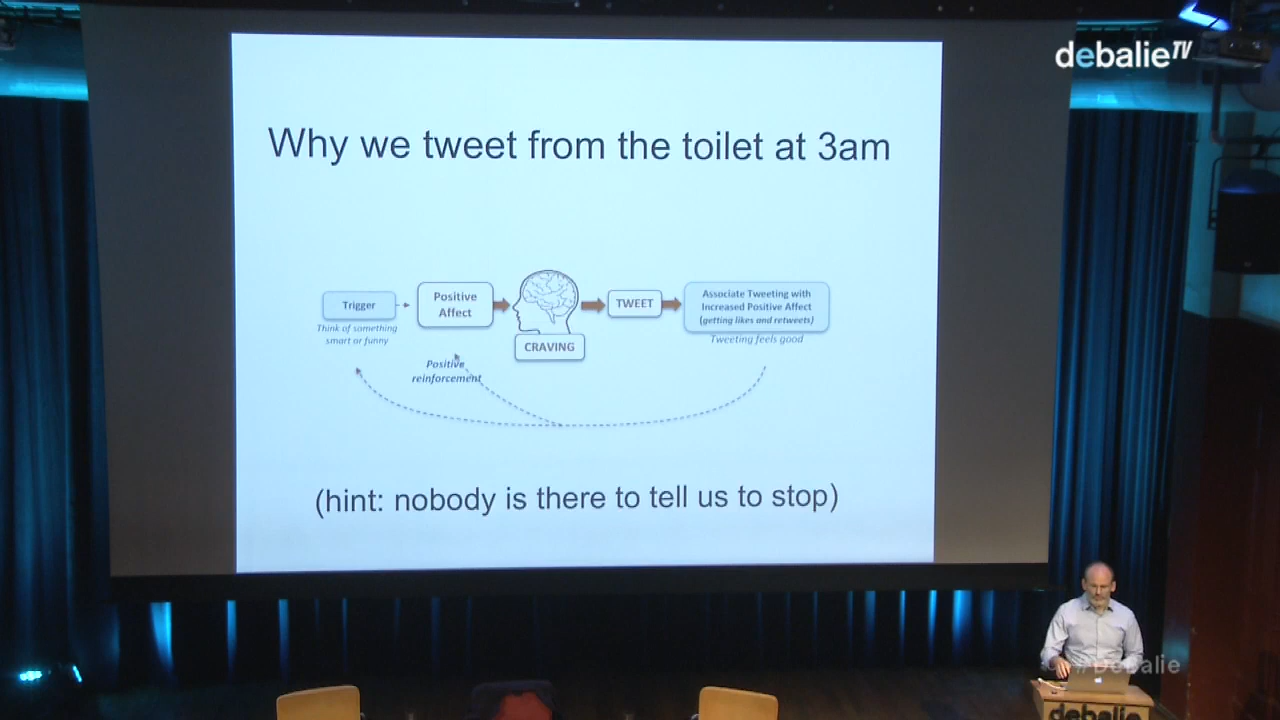 debalieTV
Why we tweet from the toilet at 3am
Trigger
Think of something
smart or funny
Positive
Affect
CRAVING
TWEET
Associate Tweeting with
Increased Positive Affect
(getting likes and retweets)
Tweeting feels good
Positive
reinforcement
(hint: nobody is there to tell us to stop)
#DeBalie
debalie